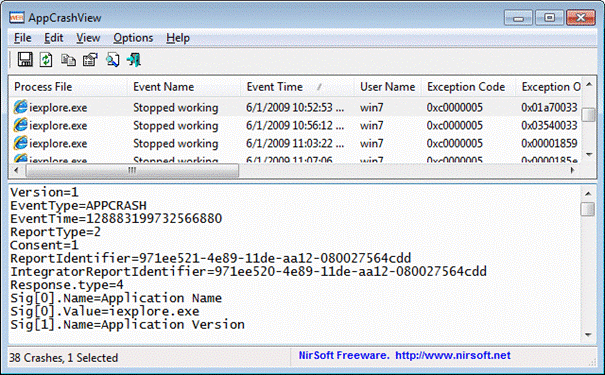 AppCrashView
File Edit View Options Help
Process File Event Name Event Time User Name Exception Code Exception O
iexplore.exe Stopped working 6/1/2009 10:52:53 ... win7 0xc0000005 0x01a70033
iexplore.exe Stopped working 6/1/2009 10:56:12 ... win7 0xc0000005 0x03540033
iexplore.exe Stopped working 6/1/2009 11:03:22 ... win7 0xc0000005 0x00001859
iexplore.exe Stopped working 6/1/2009 11:07:06 win7 0xc0000005 0x0000185e
Version=1
EventType=APPCRASH
EventTime=128883199732566880
ReportType=2
Consent=1
ReportIdentifier=971ee521-4e89-11de-aa12-080027564cdd
IntegratorReportIdentifier=971ee520-4e89-11de-aa12-080027564cdd
Response.type=4
Sig[0].Name=Application Name
Sig[0].Value=iexplore.exe
Sig[1].Name=Application Version
38 Crashes, 1 Selected NirSoft Freeware. http://www.nirsoft.net